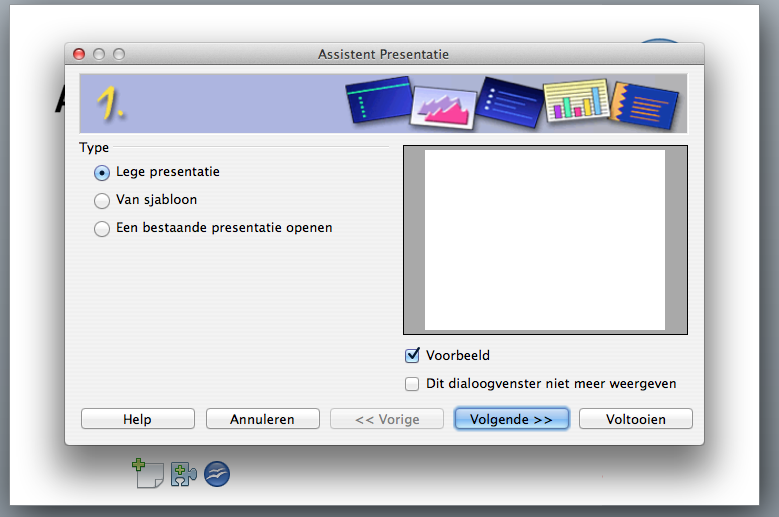 Assistent Presentatie
1.
Type
Lege presentatie
Van sjabloon
Een bestaande presentatie openen
Voorbeeld
Dit dialoogvenster niet meer weergeven
Help
Annuleren
<< Vorige
Volgende >>
Voltooien